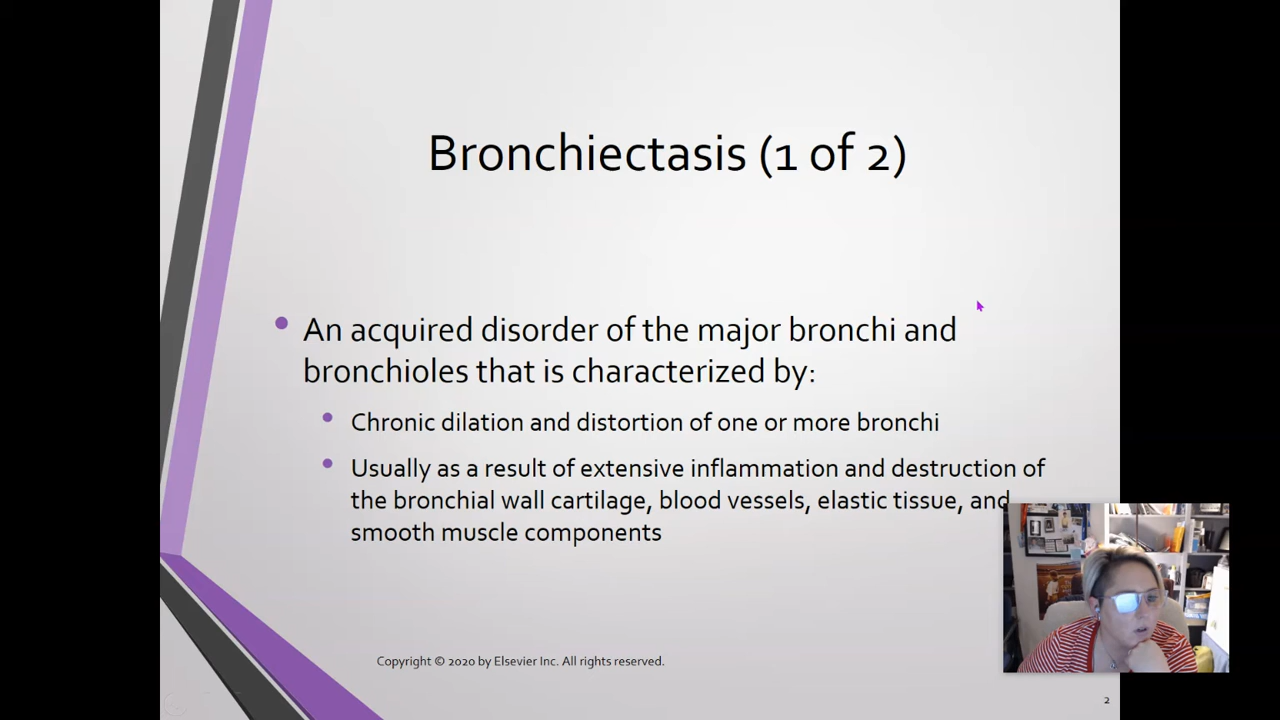 Bronchiectasis (1 of 2)
An acquired disorder of the major bronchi and
bronchioles that is characterized by:
Chronic dilation and distortion of one or more bronchi
Usually as a result of extensive inflammation and destruction of
the bronchial wall cartilage, blood vessels, elastic tissue, and
smooth muscle components
Copyright © 2020 by Elsevier Inc. All rights reserved.
2